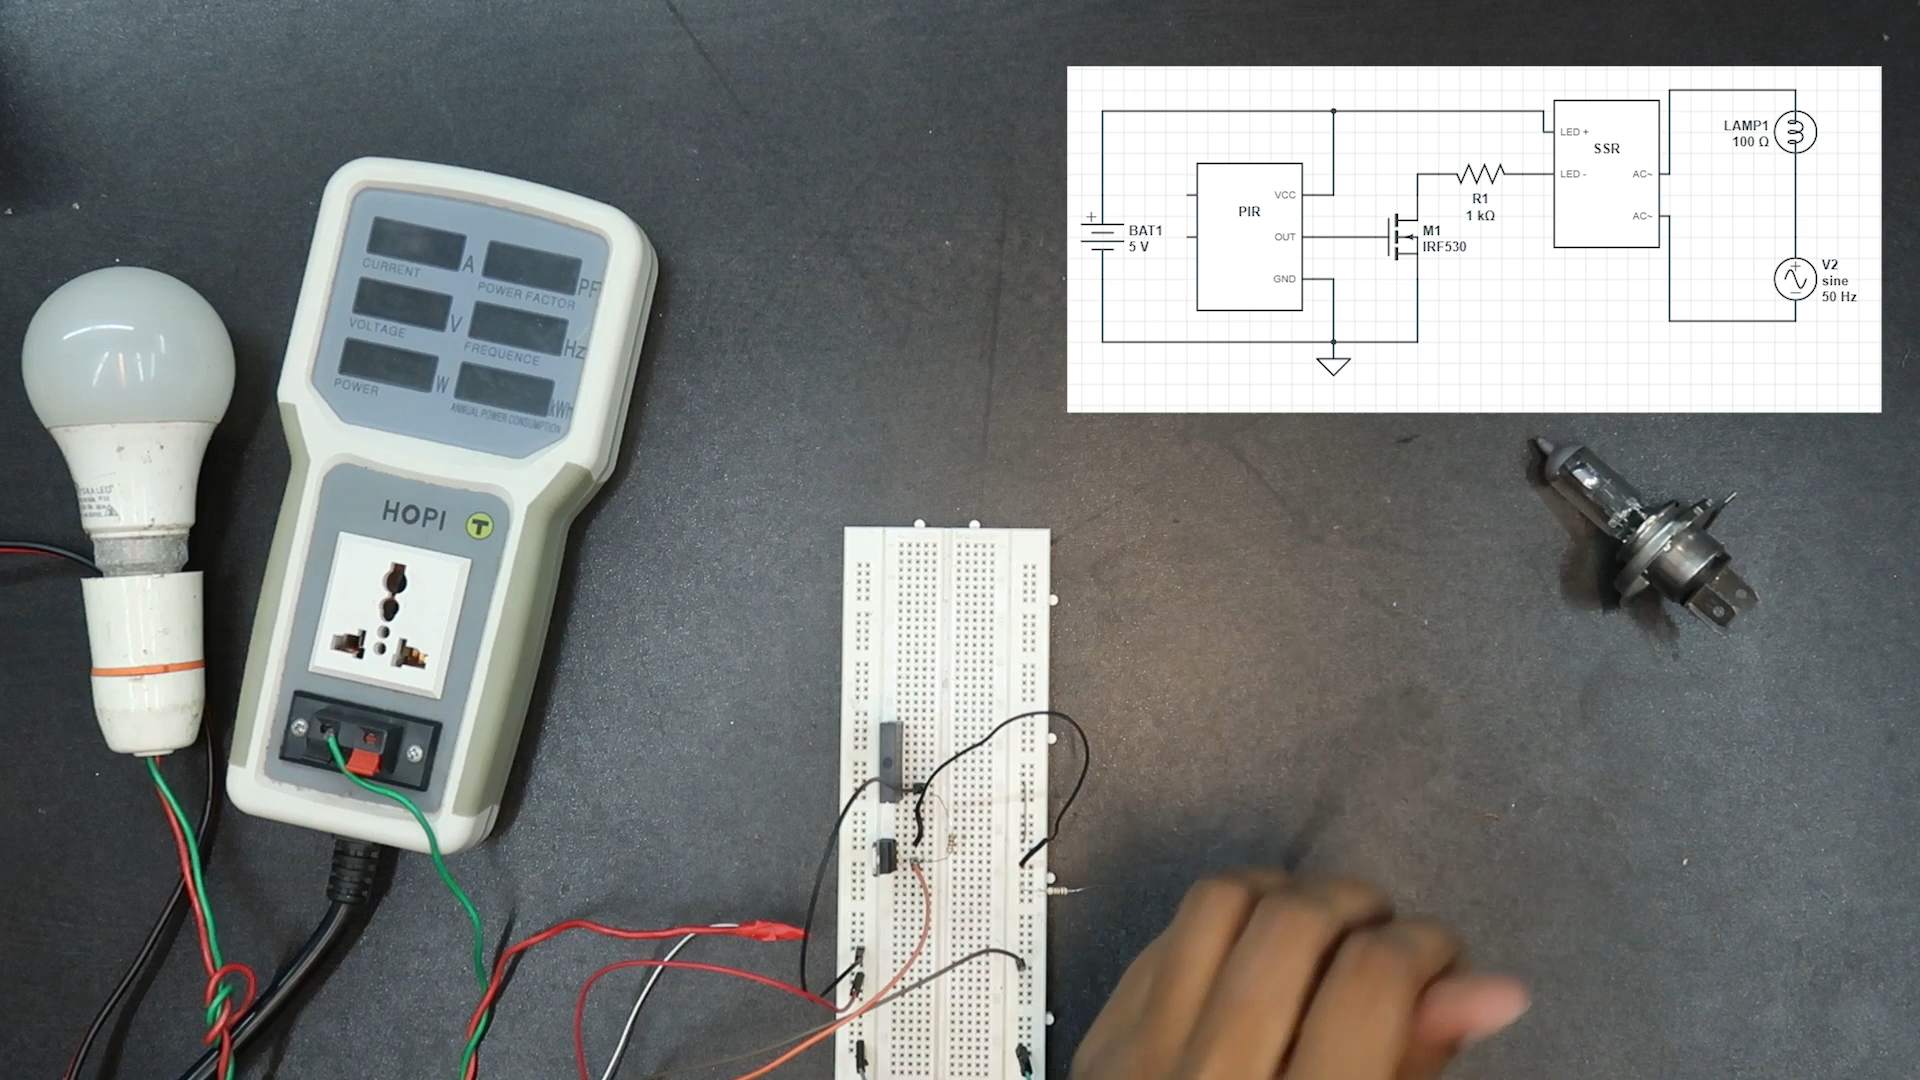 CURRENT
A
POWER FACTOR
PF
VOLTAGE
V
FREQUENCE
Hz
POWER
W
ANNUAL POWER CONSUMPTION
kWh
HOPI
T
BAT1
5 V
PIR
VCC
OUT
GND
M1
IRF530
R1
1 kΩ
LED +
SSR
LED -
AC~
AC~
LAMP1
100 Ω
V2
sine
50 Hz